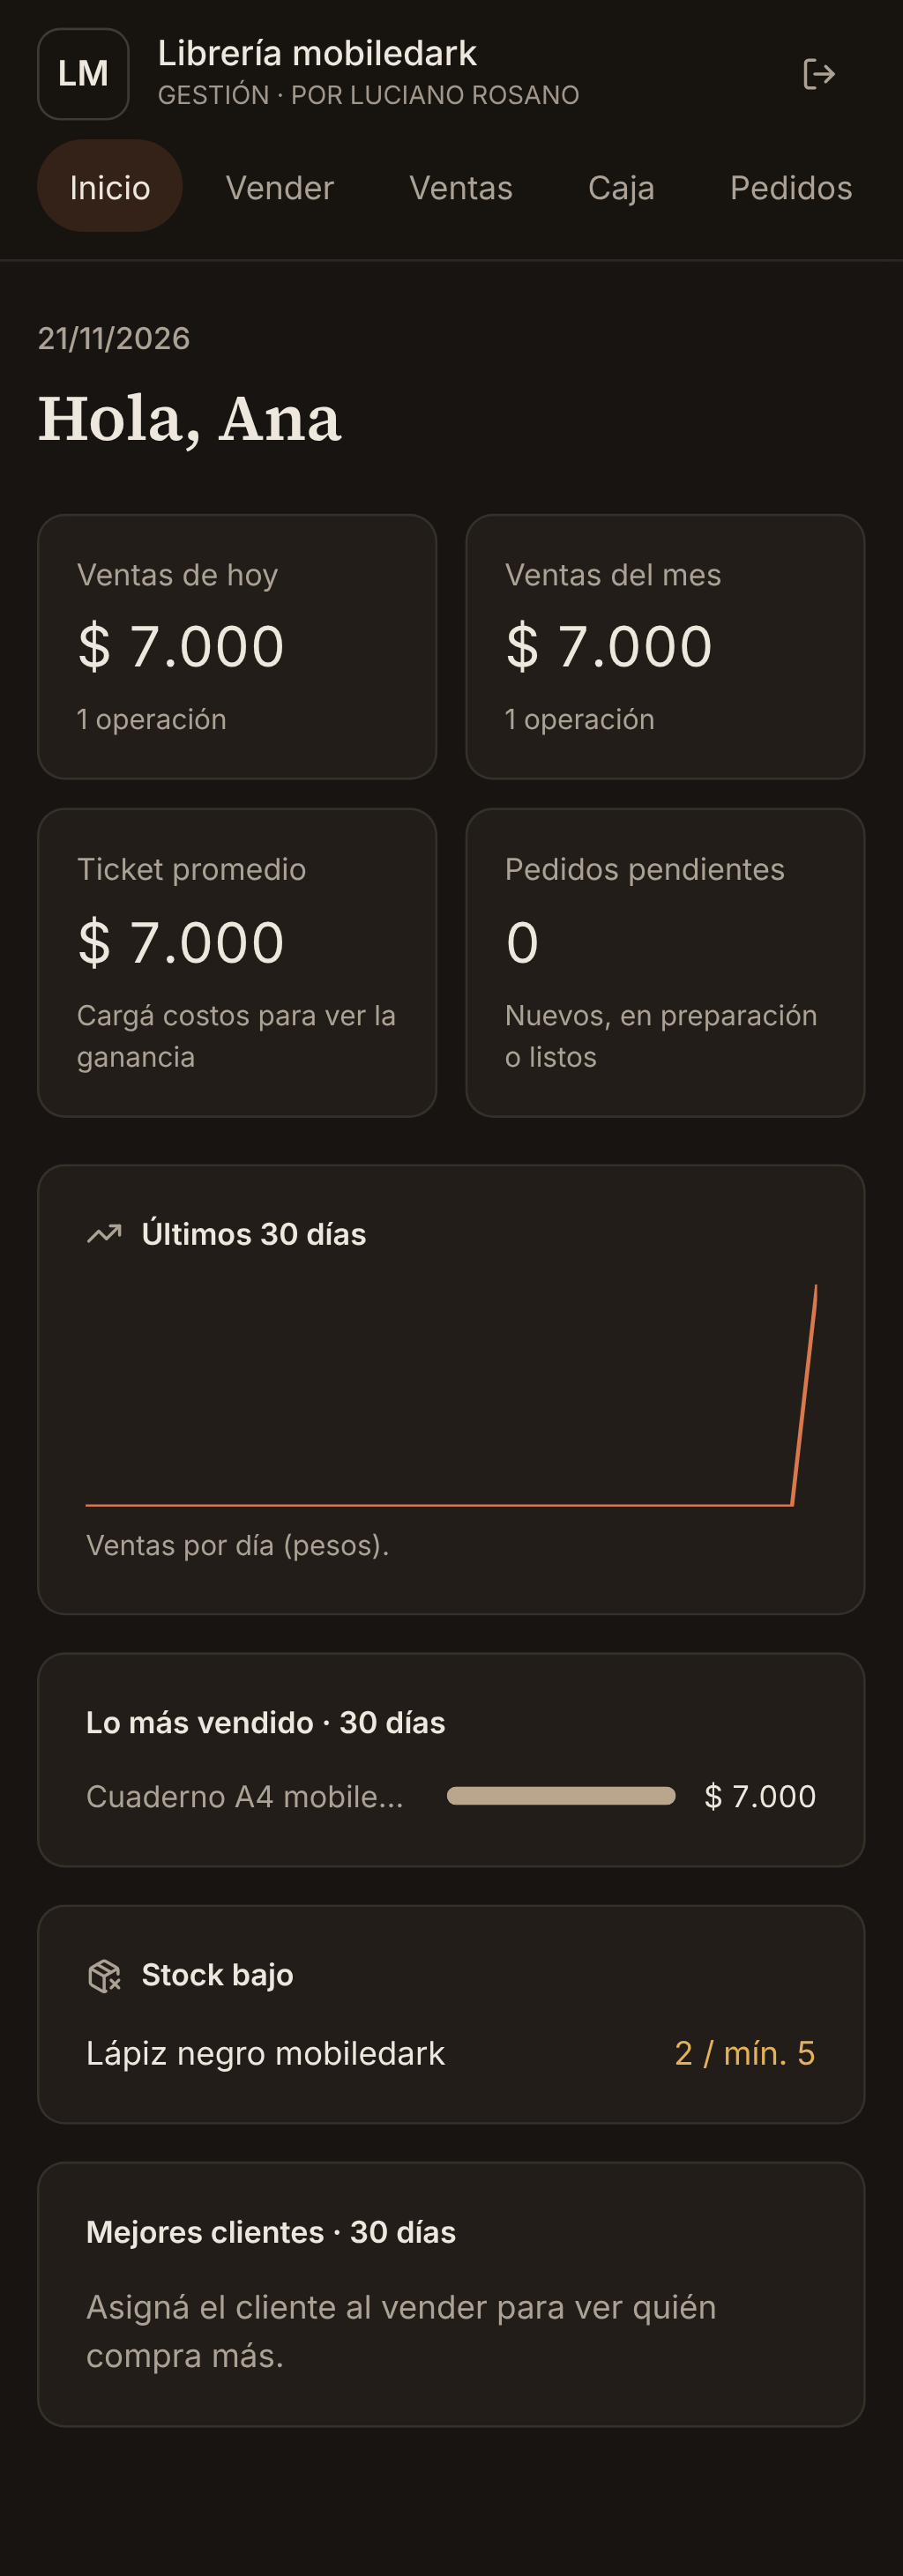 LM
Librería mobiledark
GESTIÓN · POR LUCIANO ROSANO
Inicio
Vender
Ventas
Caja
Pedidos
21/11/2026
Hola, Ana
Ventas de hoy
$ 7.000
1 operación
Ventas del mes
$ 7.000
1 operación
Ticket promedio
$ 7.000
Cargá costos para ver la
ganancia
Pedidos pendientes
0
Nuevos, en preparación
o listos
Últimos 30 días
Ventas por día (pesos).
Lo más vendido · 30 días
Cuaderno A4 mobile...
$ 7.000
Stock bajo
Lápiz negro mobiledark
2 / mín. 5
Mejores clientes · 30 días
Asigná el cliente al vender para ver quién
compra más.